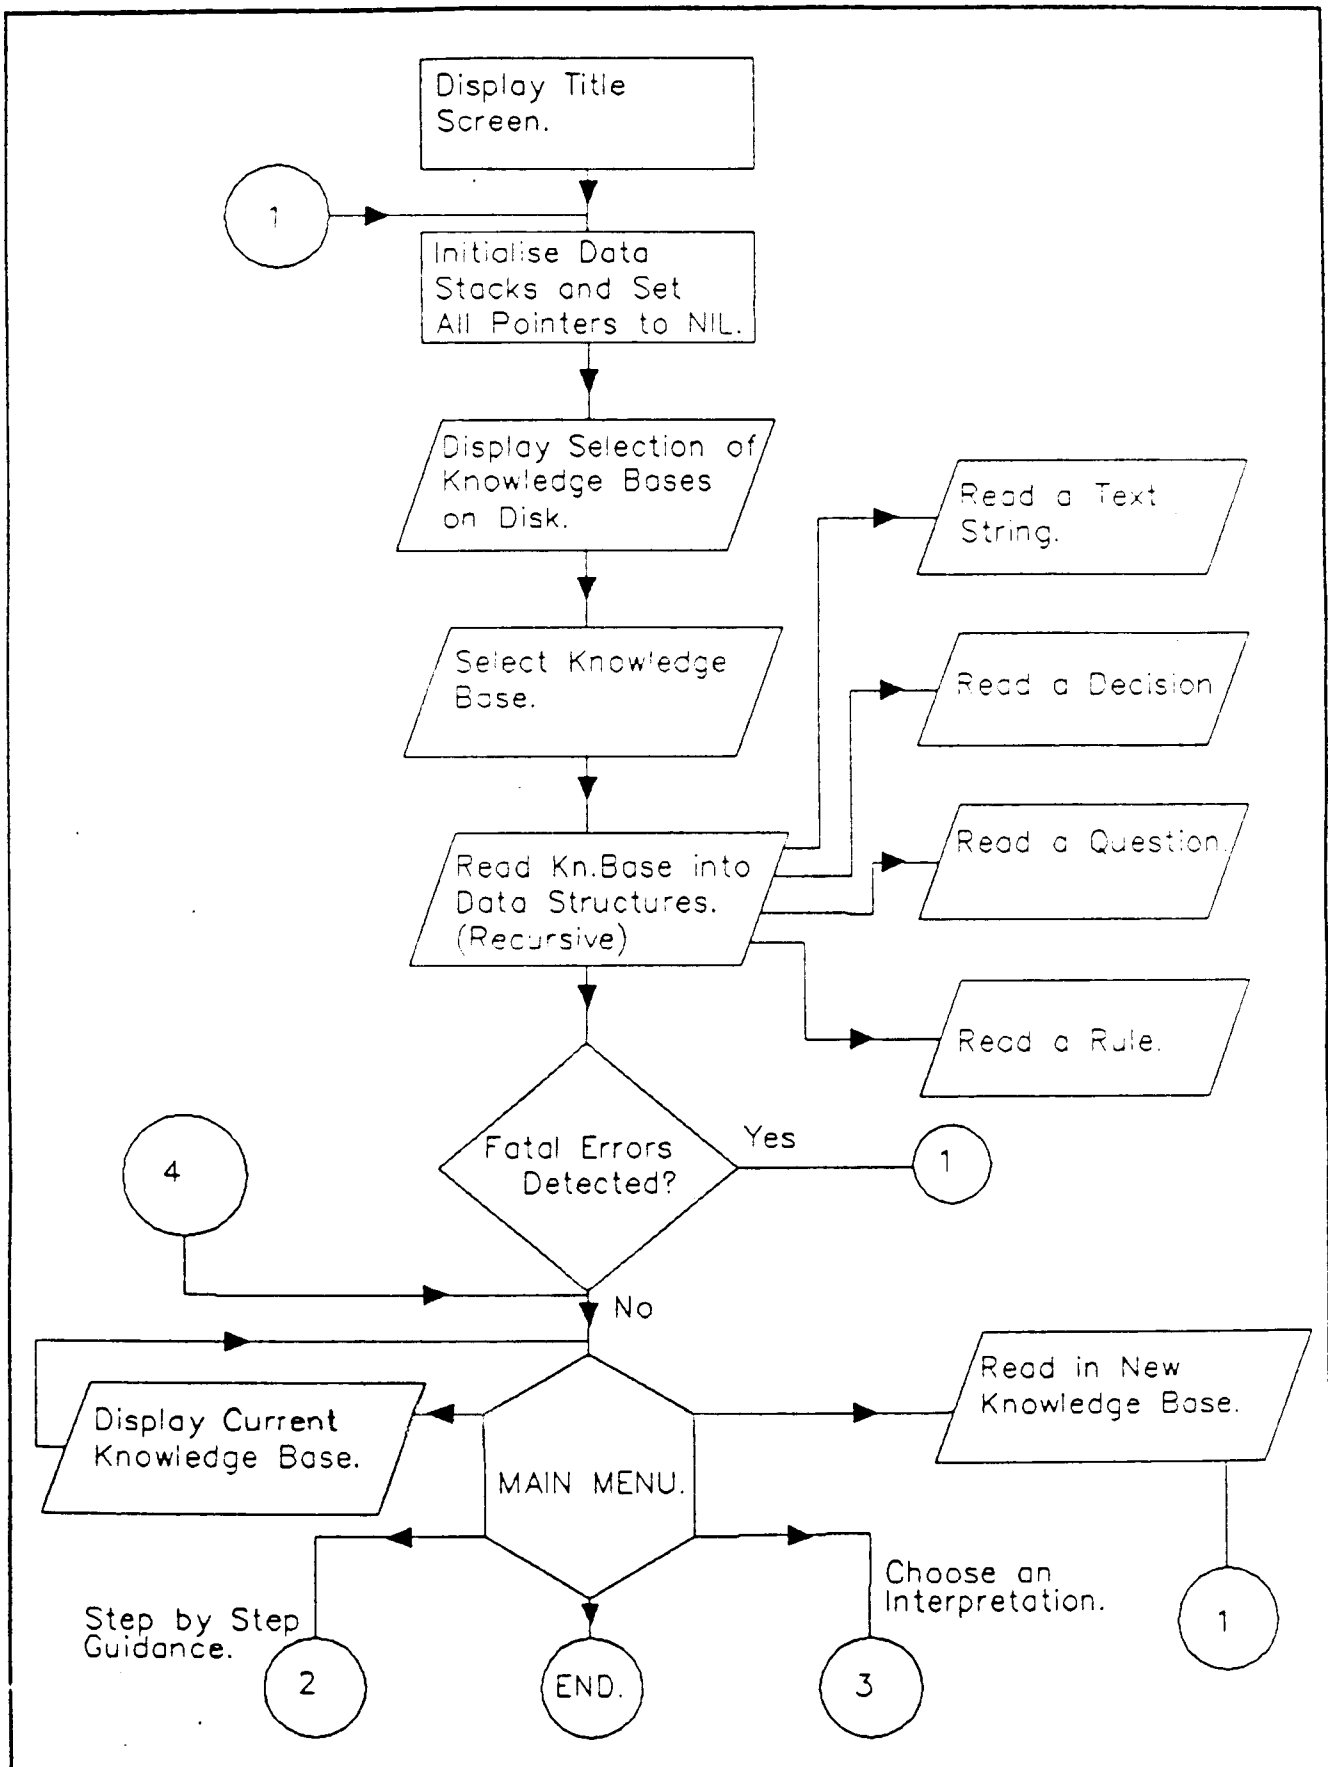 Display Title
Screen.
1
Initialise Data
Stacks and Set
All Pointers to NIL.
Display Selection of
Knowledge Bases
on Disk.
Read a Text
String.
Select Knowledge
Base.
Read a Decision
Read Kn.Base into
Data Structures.
(Recursive)
Read a Question.
Read a Rule.
Fatal Errors
Detected?
Yes
1
4
No
Read in New
Knowledge Base.
Display Current
Knowledge Base.
MAIN MENU.
Choose an
Interpretation.
1
Step by Step
Guidance.
2
END.
3